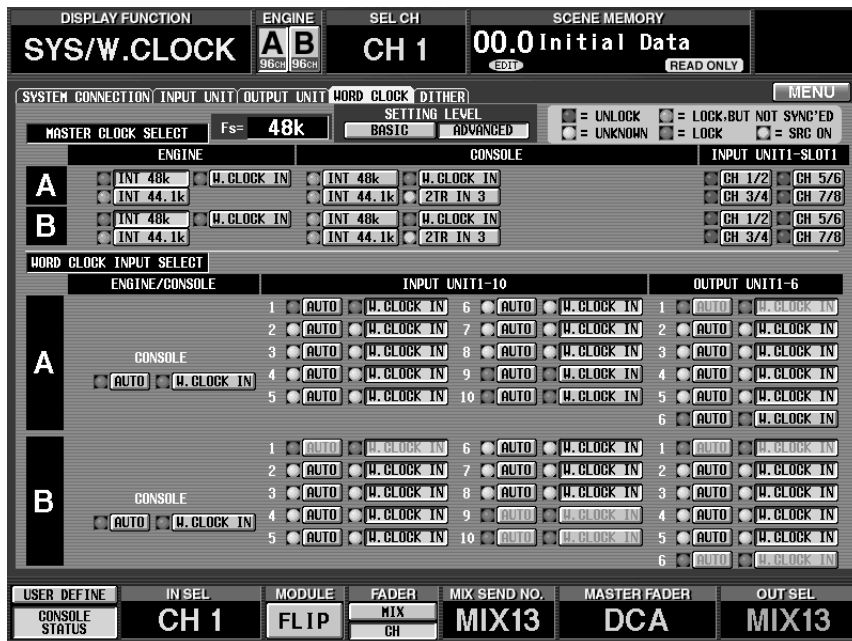 DISPLAY FUNCTION ENGINE SEL CH SCENE MEMORY
SYS/W.CLOCK A B CH 1 00.0 Initial Data
96CH 96CH EDIT READ ONLY
SYSTEM CONNECTION INPUT UNIT OUTPUT UNIT WORD CLOCK DITHER MENU
MASTER CLOCK SELECT Fs= 48k SETTING LEVEL = UNLOCK = LOCK,BUT NOT SYNC'ED
BASIC ADVANCED = UNKNOWN = LOCK = SRC ON
ENGINE CONSOLE INPUT UNIT1-SLOT1
A INT 48k W.CLOCK IN INT 48k W.CLOCK IN CH 1/2 CH 5/6
INT 44.1k INT 44.1k 2TR IN 3 CH 3/4 CH 7/8
B INT 48k W.CLOCK IN INT 48k W.CLOCK IN CH 1/2 CH 5/6
INT 44.1k INT 44.1k 2TR IN 3 CH 3/4 CH 7/8
WORD CLOCK INPUT SELECT
ENGINE/CONSOLE INPUT UNIT1-10 OUTPUT UNIT1-6
1 AUTO W.CLOCK IN 6 AUTO W.CLOCK IN 1 AUTO W.CLOCK IN
2 AUTO W.CLOCK IN 7 AUTO W.CLOCK IN 2 AUTO W.CLOCK IN
A CONSOLE 3 AUTO W.CLOCK IN 8 AUTO W.CLOCK IN 3 AUTO W.CLOCK IN
AUTO W.CLOCK IN 4 AUTO W.CLOCK IN 9 AUTO W.CLOCK IN 4 AUTO W.CLOCK IN
5 AUTO W.CLOCK IN 10 AUTO W.CLOCK IN 5 AUTO W.CLOCK IN
6 AUTO W.CLOCK IN
1 AUTO W.CLOCK IN 6 AUTO W.CLOCK IN 1 AUTO W.CLOCK IN
2 AUTO W.CLOCK IN 7 AUTO W.CLOCK IN 2 AUTO W.CLOCK IN
B CONSOLE 3 AUTO W.CLOCK IN 8 AUTO W.CLOCK IN 3 AUTO W.CLOCK IN
AUTO W.CLOCK IN 4 AUTO W.CLOCK IN 9 AUTO W.CLOCK IN 4 AUTO W.CLOCK IN
5 AUTO W.CLOCK IN 10 AUTO W.CLOCK IN 5 AUTO W.CLOCK IN
6 AUTO W.CLOCK IN
USER DEFINE IN SEL MODULE FADER MIX SEND NO. MASTER FADER OUT SEL
CONSOLE STATUS CH 1 FLIP MIX CH MIX13 DCA MIX13